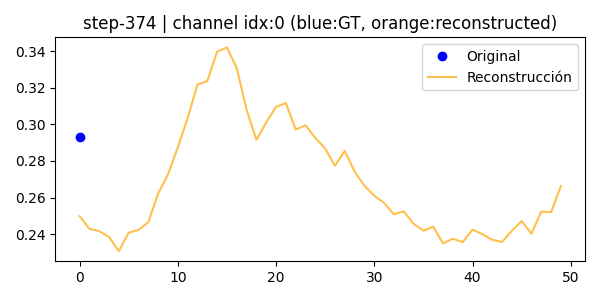 step-374 | channel idx:0 (blue:GT, orange:reconstructed)
Original
Reconstrucción
0.34
0.32
0.30
0.28
0.26
0.24
0 10 20 30 40 50